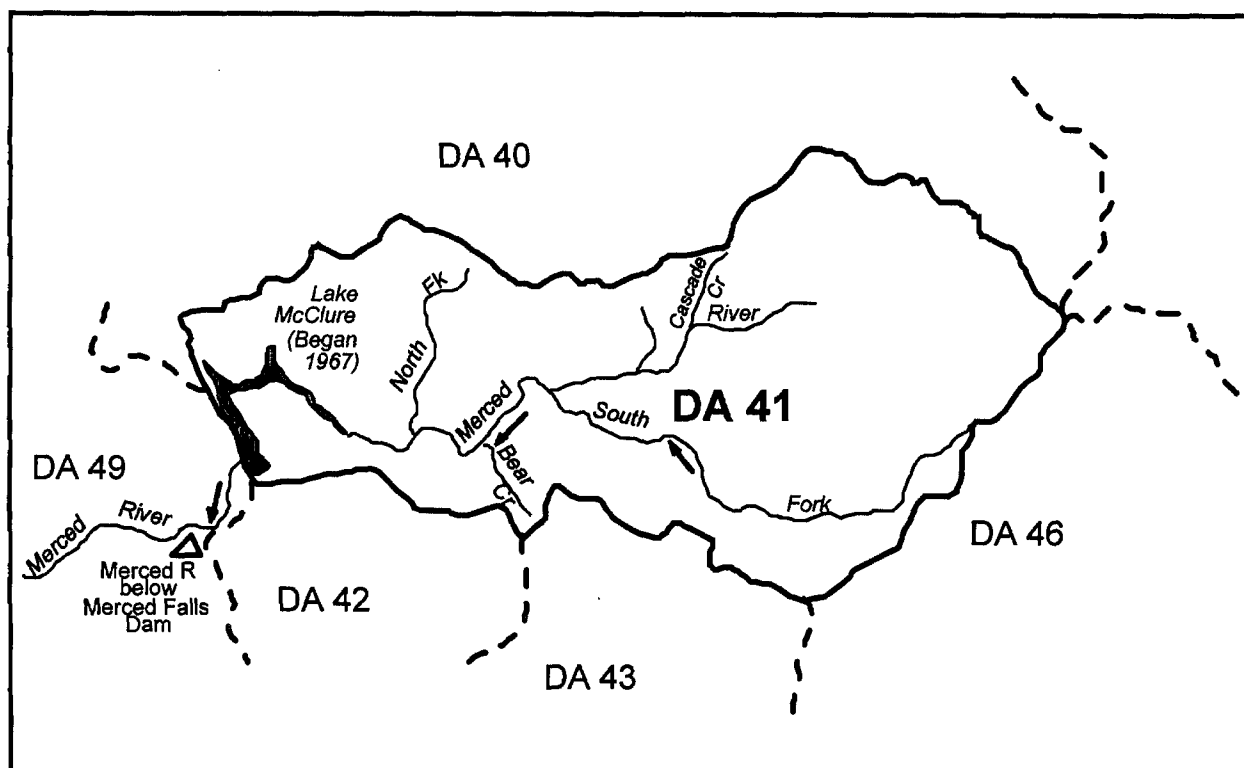 DA 40
Lake
McClure
(Began
1967)
North
Fk
Cascade
Cr
River
Merced
South
DA 41
Bear
Cr
Fork
DA 49
Merced
River
DA 46
Merced R
below
Merced Falls
Dam
DA 42
DA 43